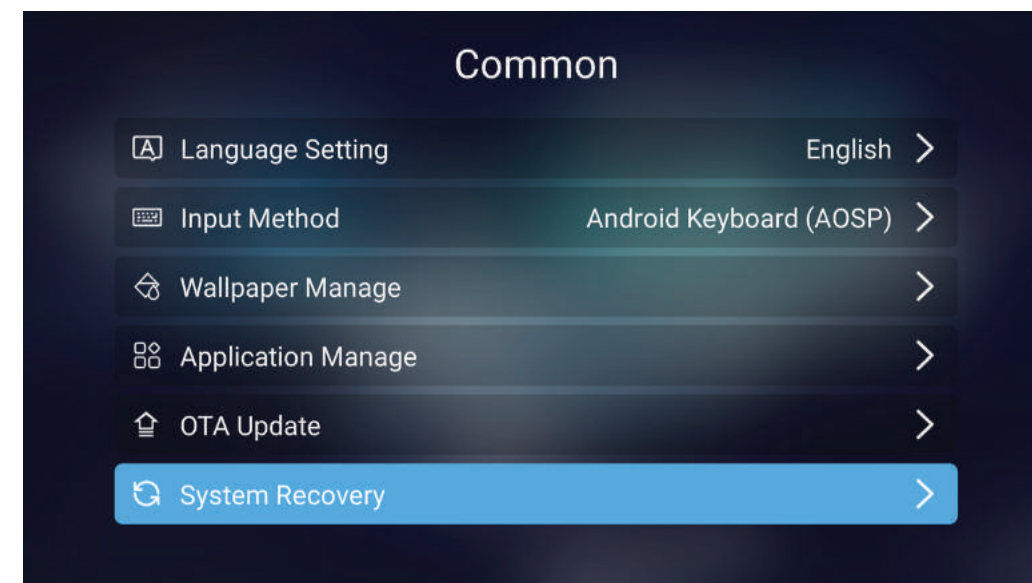 Common
Language Setting English
Input Method Android Keyboard (AOSP)
Wallpaper Manage
Application Manage
OTA Update
System Recovery